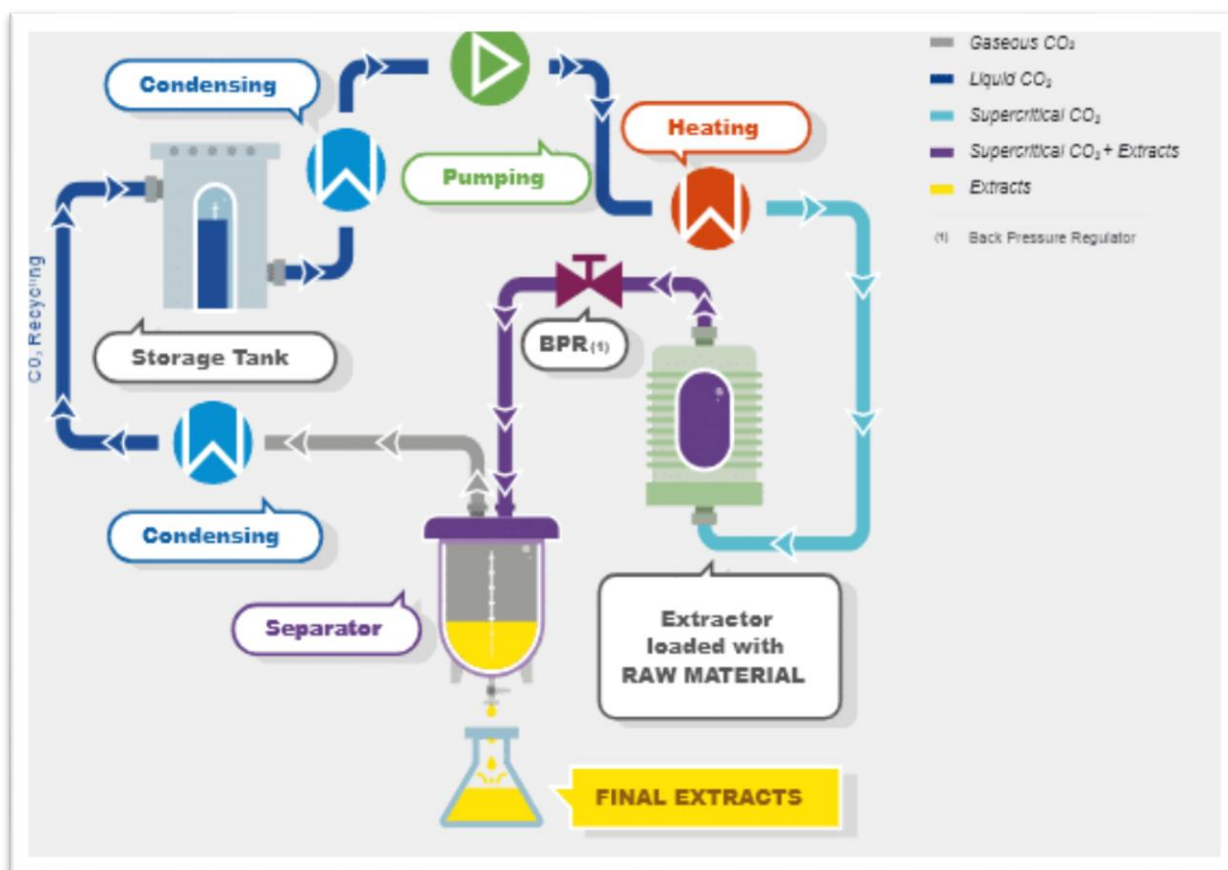 Condensing
Pumping
Heating
Gaseous CO₂
Liquid CO₂
Supercritical CO₂
Supercritical CO₂ + Extracts
Extracts
(1) Back Pressure Regulator
CO₂ Recycling
Storage Tank
BPR (1)
Condensing
Separator
Extractor
loaded with
RAW MATERIAL
FINAL EXTRACTS